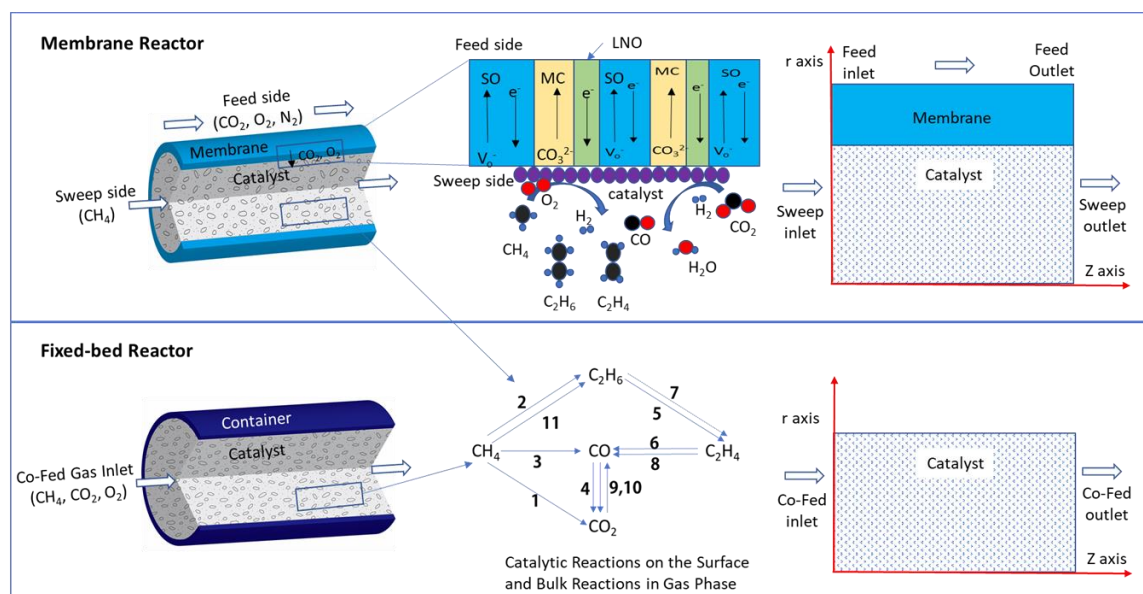 Membrane Reactor
Feed side
(CO₂, O₂, N₂)
Membrane
CO₂, O₂
Catalyst
Sweep side
(CH₄)
Feed side
LNO
SO
MC
SO
MC
SO
e⁻
e⁻
e⁻
e⁻
e⁻
Vₒ⁻
CO₃²⁻
Vₒ⁻
CO₃²⁻
Vₒ⁻
Sweep side
catalyst
O₂
H₂
H₂
CH₄
CO
CO₂
H₂O
C₂H₆
C₂H₄
r axis
Feed
inlet
Feed
Outlet
Membrane
Catalyst
Sweep
inlet
Sweep
outlet
Z axis
Fixed-bed Reactor
Container
Catalyst
Co-Fed Gas Inlet
(CH₄, CO₂, O₂)
C₂H₆
2
7
11
5
CH₄
3
CO
6
8
C₂H₄
1
4
9,10
CO₂
Catalytic Reactions on the Surface
and Bulk Reactions in Gas Phase
r axis
Catalyst
Co-Fed
inlet
Co-Fed
outlet
Z axis